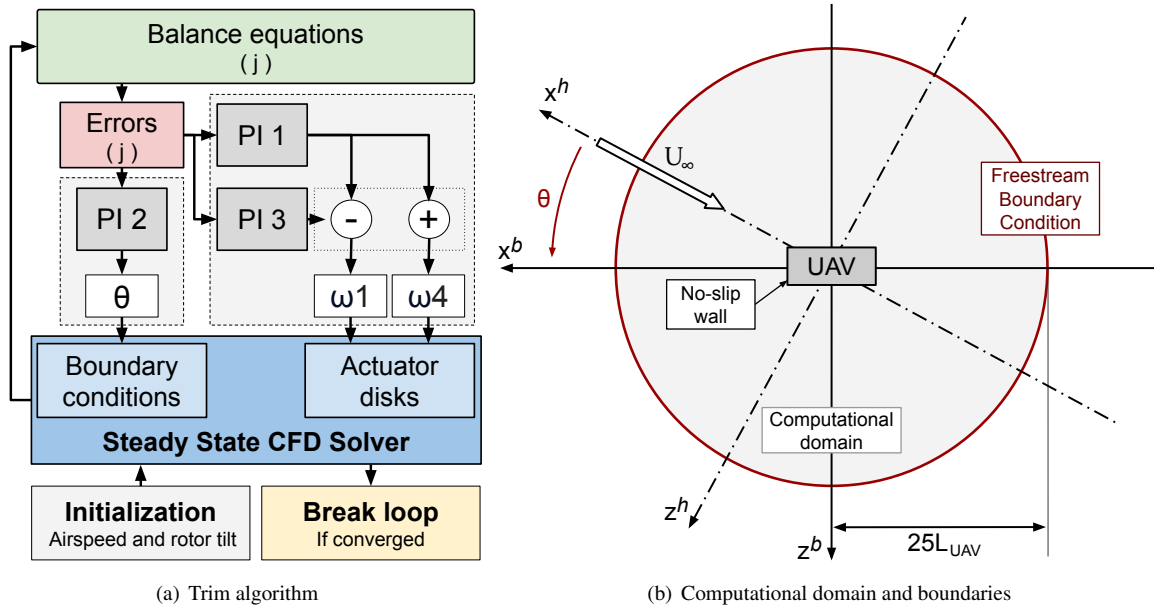 Balance equations
( j )
Errors
( j )
PI 1
PI 2
PI 3
-
+
θ
ω1
ω4
Boundary
conditions
Actuator
disks
Steady State CFD Solver
Initialization
Airspeed and rotor tilt
Break loop
If converged
(a) Trim algorithm
x^h
U∞
θ
Freestream
Boundary
Condition
x^b
UAV
No-slip
wall
Computational
domain
z^h
z^b
25L_UAV
(b) Computational domain and boundaries